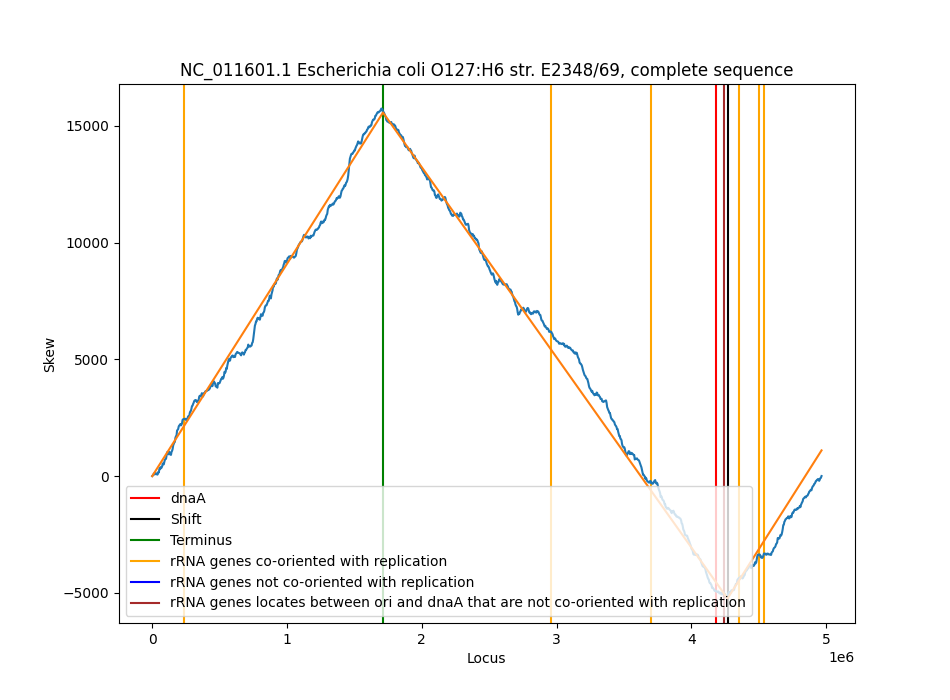 NC_011601.1 Escherichia coli O127:H6 str. E2348/69, complete sequence
15000
10000
5000
0
−5000
Skew
dnaA
Shift
Terminus
rRNA genes co-oriented with replication
rRNA genes not co-oriented with replication
rRNA genes locates between ori and dnaA that are not co-oriented with replication
0 1 2 3 4 5
1e6
Locus